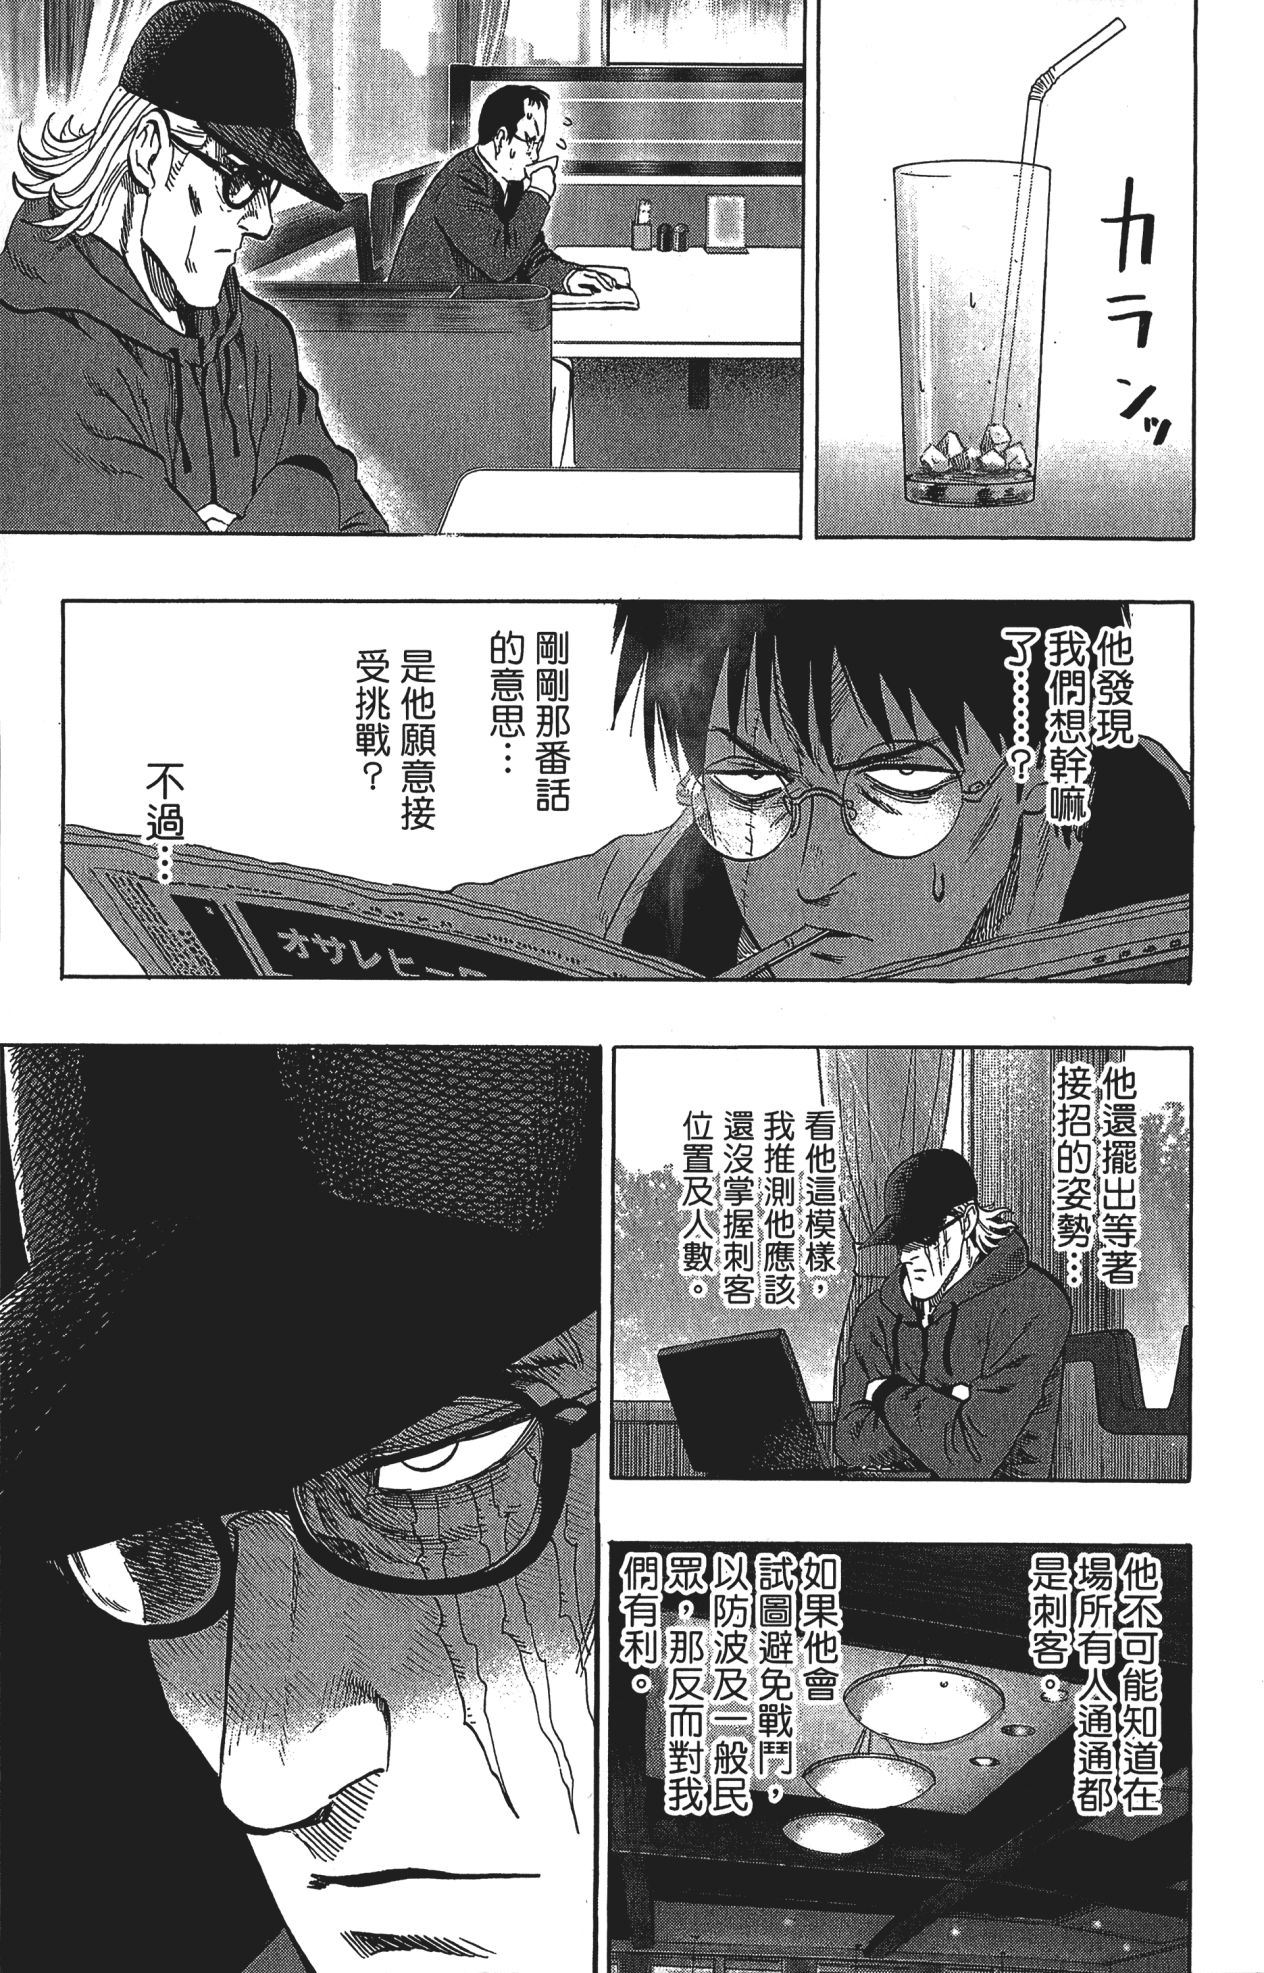 カランッ
他發現
我們想幹嘛
了……？
剛剛那番話
的意思…
是他願意接
受挑戰？
不過…
オサレヒーロ
他還擺出等著
接招的姿勢…
看他這模樣，
我推測他應該
還沒掌握刺客
位置及人數。
他不可能知道在
場所有人通通都
是刺客。
如果他會
試圖避免戰鬥，
以防波及一般民
眾，那反而對我
們有利。